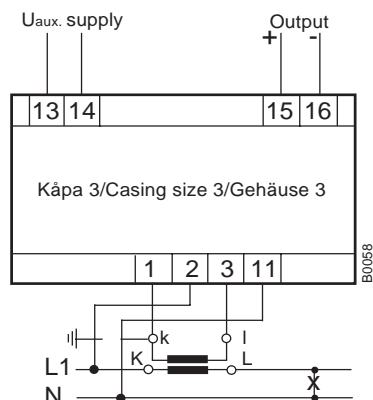 Uaux. supply Output
+ -
13 14 15 16
Kåpa 3/Casing size 3/Gehäuse 3
B0058
1 2 3 11
k l
K L
L1
X
N